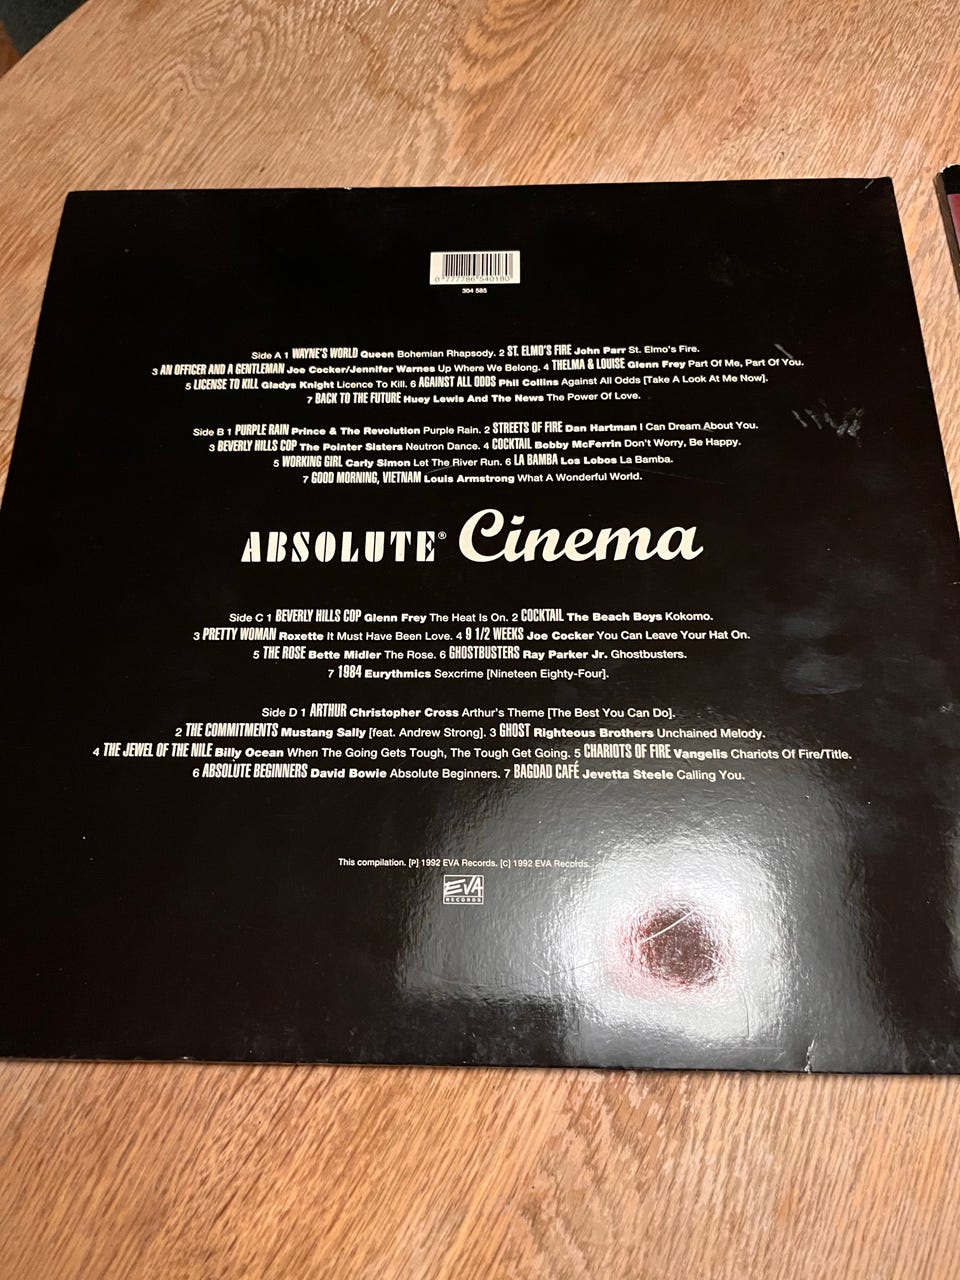 0 777786 540180
304 585
Side A 1 WAYNE'S WORLD Queen Bohemian Rhapsody. 2 ST. ELMO'S FIRE John Parr St. Elmo's Fire.
3 AN OFFICER AND A GENTLEMAN Joe Cocker/Jennifer Warnes Up Where We Belong. 4 THELMA & LOUISE Glenn Frey Part Of Me, Part Of You.
5 LICENSE TO KILL Gladys Knight Licence To Kill. 6 AGAINST ALL ODDS Phil Collins Against All Odds [Take A Look At Me Now].
7 BACK TO THE FUTURE Huey Lewis And The News The Power Of Love.
Side B 1 PURPLE RAIN Prince & The Revolution Purple Rain. 2 STREETS OF FIRE Dan Hartman I Can Dream About You.
3 BEVERLY HILLS COP The Pointer Sisters Neutron Dance. 4 COCKTAIL Bobby McFerrin Don't Worry, Be Happy.
5 WORKING GIRL Carly Simon Let The River Run. 6 LA BAMBA Los Lobos La Bamba.
7 GOOD MORNING, VIETNAM Louis Armstrong What A Wonderful World.
ABSOLUTE® Cinema
Side C 1 BEVERLY HILLS COP Glenn Frey The Heat Is On. 2 COCKTAIL The Beach Boys Kokomo.
3 PRETTY WOMAN Roxette It Must Have Been Love. 4 9 1/2 WEEKS Joe Cocker You Can Leave Your Hat On.
5 THE ROSE Bette Midler The Rose. 6 GHOSTBUSTERS Ray Parker Jr. Ghostbusters.
7 1984 Eurythmics Sexcrime [Nineteen Eighty-Four].
Side D 1 ARTHUR Christopher Cross Arthur's Theme [The Best You Can Do].
2 THE COMMITMENTS Mustang Sally [feat. Andrew Strong]. 3 GHOST Righteous Brothers Unchained Melody.
4 THE JEWEL OF THE NILE Billy Ocean When The Going Gets Tough, The Tough Get Going. 5 CHARIOTS OF FIRE Vangelis Chariots Of Fire/Title.
6 ABSOLUTE BEGINNERS David Bowie Absolute Beginners. 7 BAGDAD CAFÉ Jevetta Steele Calling You.
This compilation. [P] 1992 EVA Records. [C] 1992 EVA Records.
EVA
RECORDS